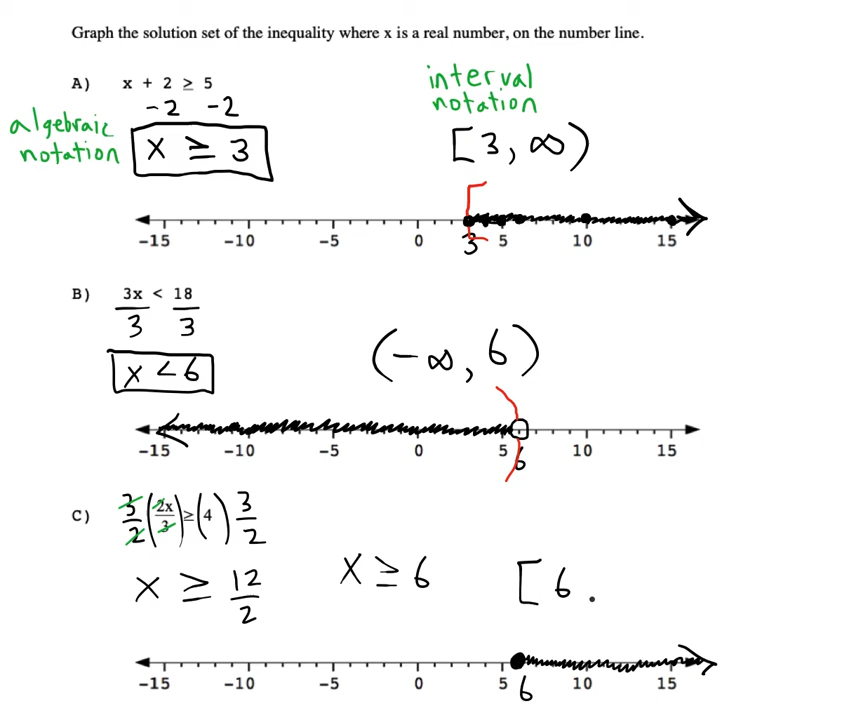 Graph the solution set of the inequality where x is a real number, on the number line.
A) x + 2 ≥ 5
-2 -2
algebraic notation
x ≥ 3
interval notation
[3, ∞)
-15 -10 -5 0 3 5 10 15
B) 3x < 18
3 3
x < 6
(-∞, 6)
-15 -10 -5 0 5 6 10 15
C) 3/2 (2x/3) ≥ (4) 3/2
x ≥ 12/2 x ≥ 6 [6 .
-15 -10 -5 0 5 6 10 15